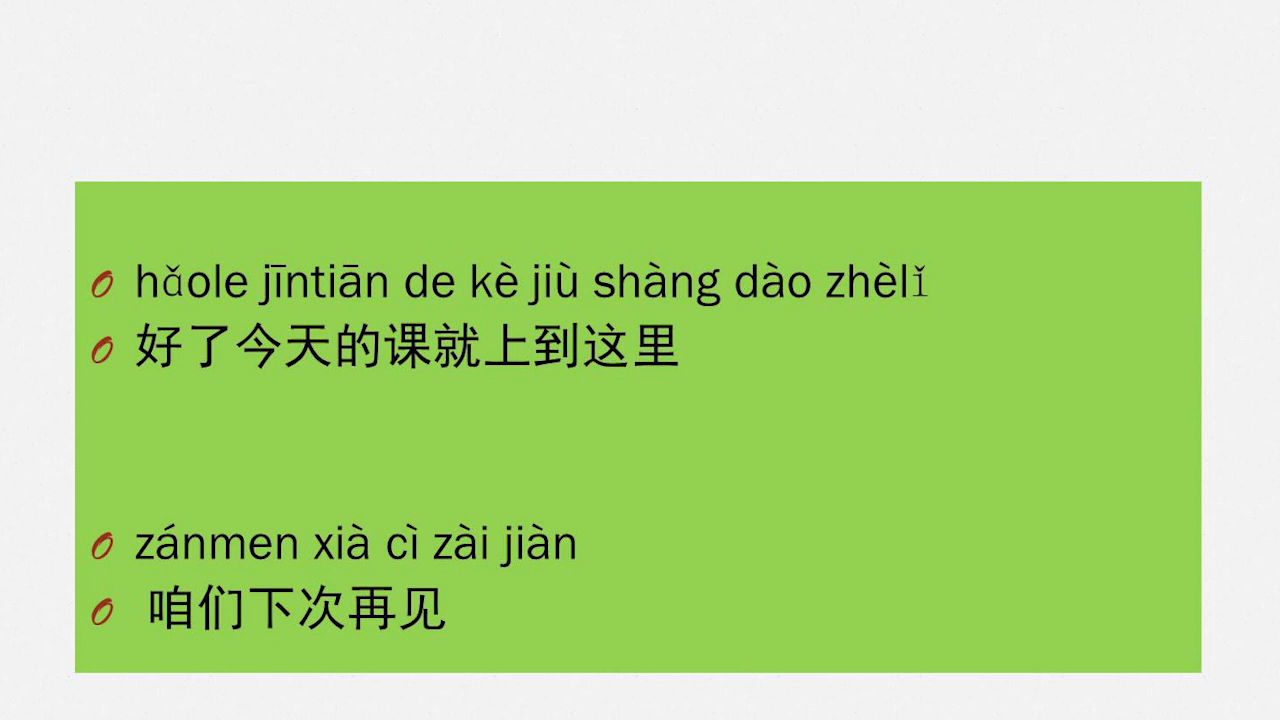 hǎole jīntiān de kè jiù shàng dào zhèlǐ
好了今天的课就上到这里
zánmen xià cì zài jiàn
咱们下次再见